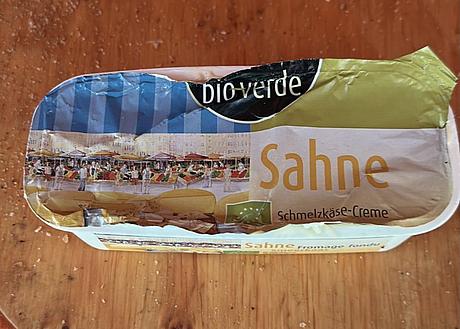 bio·verde
Sahne
Schmelzkäse-Creme
Sahne Fromage fondu